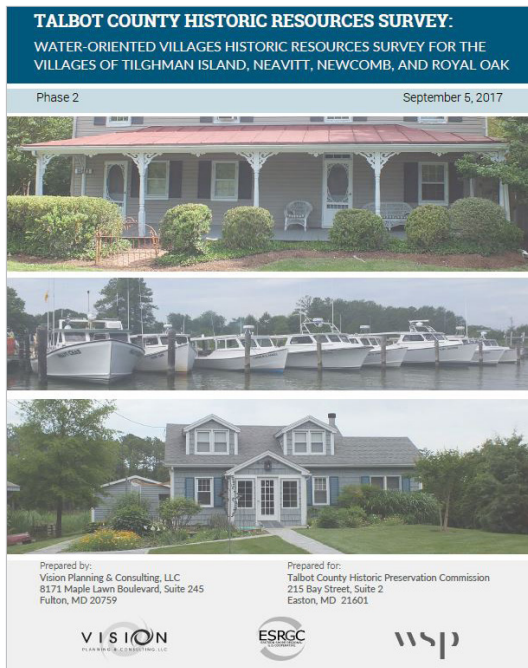 TALBOT COUNTY HISTORIC RESOURCES SURVEY:
WATER-ORIENTED VILLAGES HISTORIC RESOURCES SURVEY FOR THE
VILLAGES OF TILGHMAN ISLAND, NEAVITT, NEWCOMB, AND ROYAL OAK
Phase 2
September 5, 2017
Prepared by:
Vision Planning & Consulting, LLC
8171 Maple Lawn Boulevard, Suite 245
Fulton, MD 20759
Prepared for:
Talbot County Historic Preservation Commission
215 Bay Street, Suite 2
Easton, MD  21601
VISION
PLANNING & CONSULTING, LLC
ESRGC
wsp